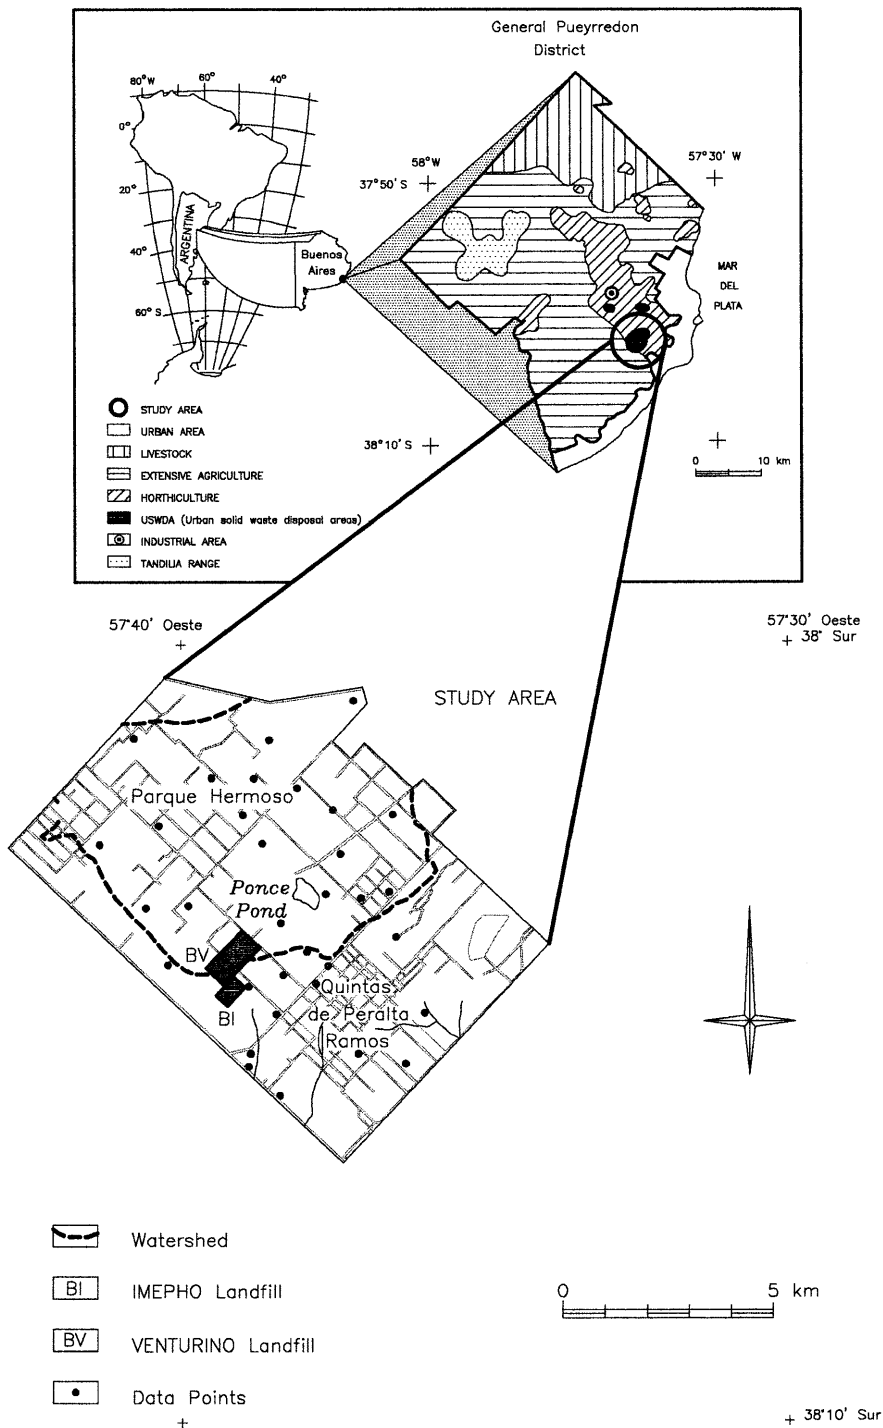 General Pueyrredon
District
80°W
60°
40°
0°
20°
40°
60° S
ARGENTINA
Buenos
Aires
58°W
37°50' S
57°30' W
MAR
DEL
PLATA
38°10'S
0
10 km
STUDY AREA
URBAN AREA
LIVESTOCK
EXTENSIVE AGRICULTURE
HORTHICULTURE
USWDA (Urban solid waste disposal areas)
INDUSTRIAL AREA
TANDILIA RANGE
57°40' Oeste
57°30' Oeste
38° Sur
STUDY AREA
Parque Hermoso
Ponce
Pond
BV
BI
Quintas
de Peralta
Ramos
Watershed
BI
IMEPHO Landfill
BV
VENTURINO Landfill
Data Points
0
5 km
38°10' Sur